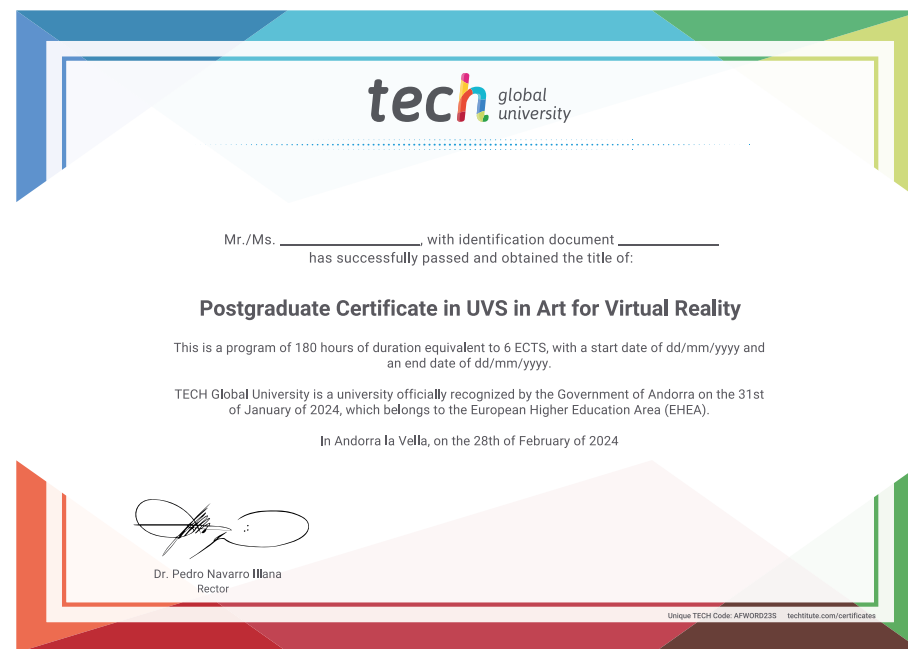 tech global
university
Mr./Ms. ____________, with identification document ____________
has successfully passed and obtained the title of:
Postgraduate Certificate in UVS in Art for Virtual Reality
This is a program of 180 hours of duration equivalent to 6 ECTS, with a start date of dd/mm/yyyy and
an end date of dd/mm/yyyy.
TECH Global University is a university officially recognized by the Government of Andorra on the 31st
of January of 2024, which belongs to the European Higher Education Area (EHEA).
In Andorra la Vella, on the 28th of February of 2024
Dr. Pedro Navarro Illana
Rector
Unique TECH Code: AFWORD23S techtitute.com/certificates